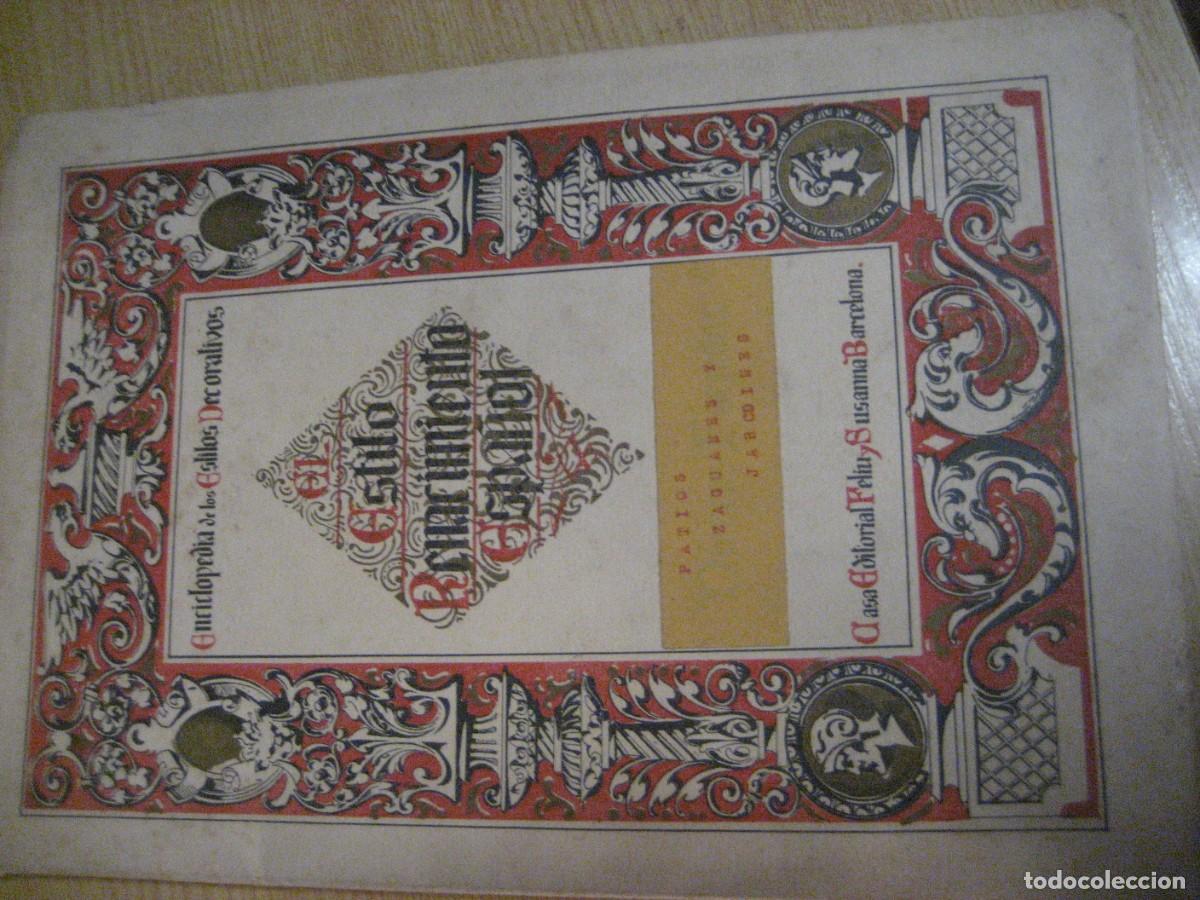 Enciclopedia de los Estilos Decorativos
EL
Estilo
Renacimiento
Español
PATIOS
ZAGUANES Y
JARDINES
Casa Editorial Feliu y Susanna Barcelona.
todocoleccion